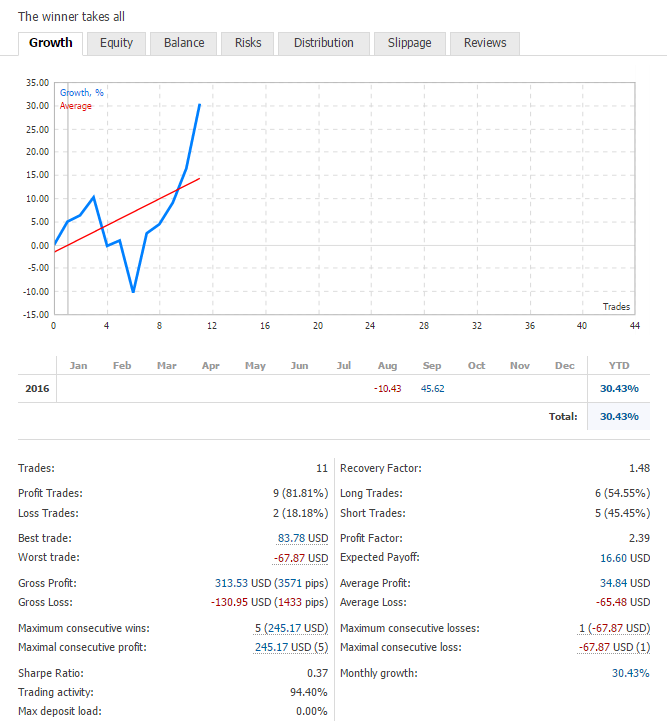 The winner takes all
Growth Equity Balance Risks Distribution Slippage Reviews
35.00
Growth, %
30.00
Average
25.00
20.00
15.00
10.00
5.00
0.00
-5.00
-10.00
Trades
-15.00
0 4 8 12 16 20 24 28 32 36 40 44
Jan Feb Mar Apr May Jun Jul Aug Sep Oct Nov Dec YTD
2016 -10.43 45.62 30.43%
Total: 30.43%
Trades: 11 Recovery Factor: 1.48
Profit Trades: 9 (81.81%) Long Trades: 6 (54.55%)
Loss Trades: 2 (18.18%) Short Trades: 5 (45.45%)
Best trade: 83.78 USD Profit Factor: 2.39
Worst trade: -67.87 USD Expected Payoff: 16.60 USD
Gross Profit: 313.53 USD (3571 pips) Average Profit: 34.84 USD
Gross Loss: -130.95 USD (1433 pips) Average Loss: -65.48 USD
Maximum consecutive wins: 5 (245.17 USD) Maximum consecutive losses: 1 (-67.87 USD)
Maximal consecutive profit: 245.17 USD (5) Maximal consecutive loss: -67.87 USD (1)
Sharpe Ratio: 0.37 Monthly growth: 30.43%
Trading activity: 94.40%
Max deposit load: 0.00%